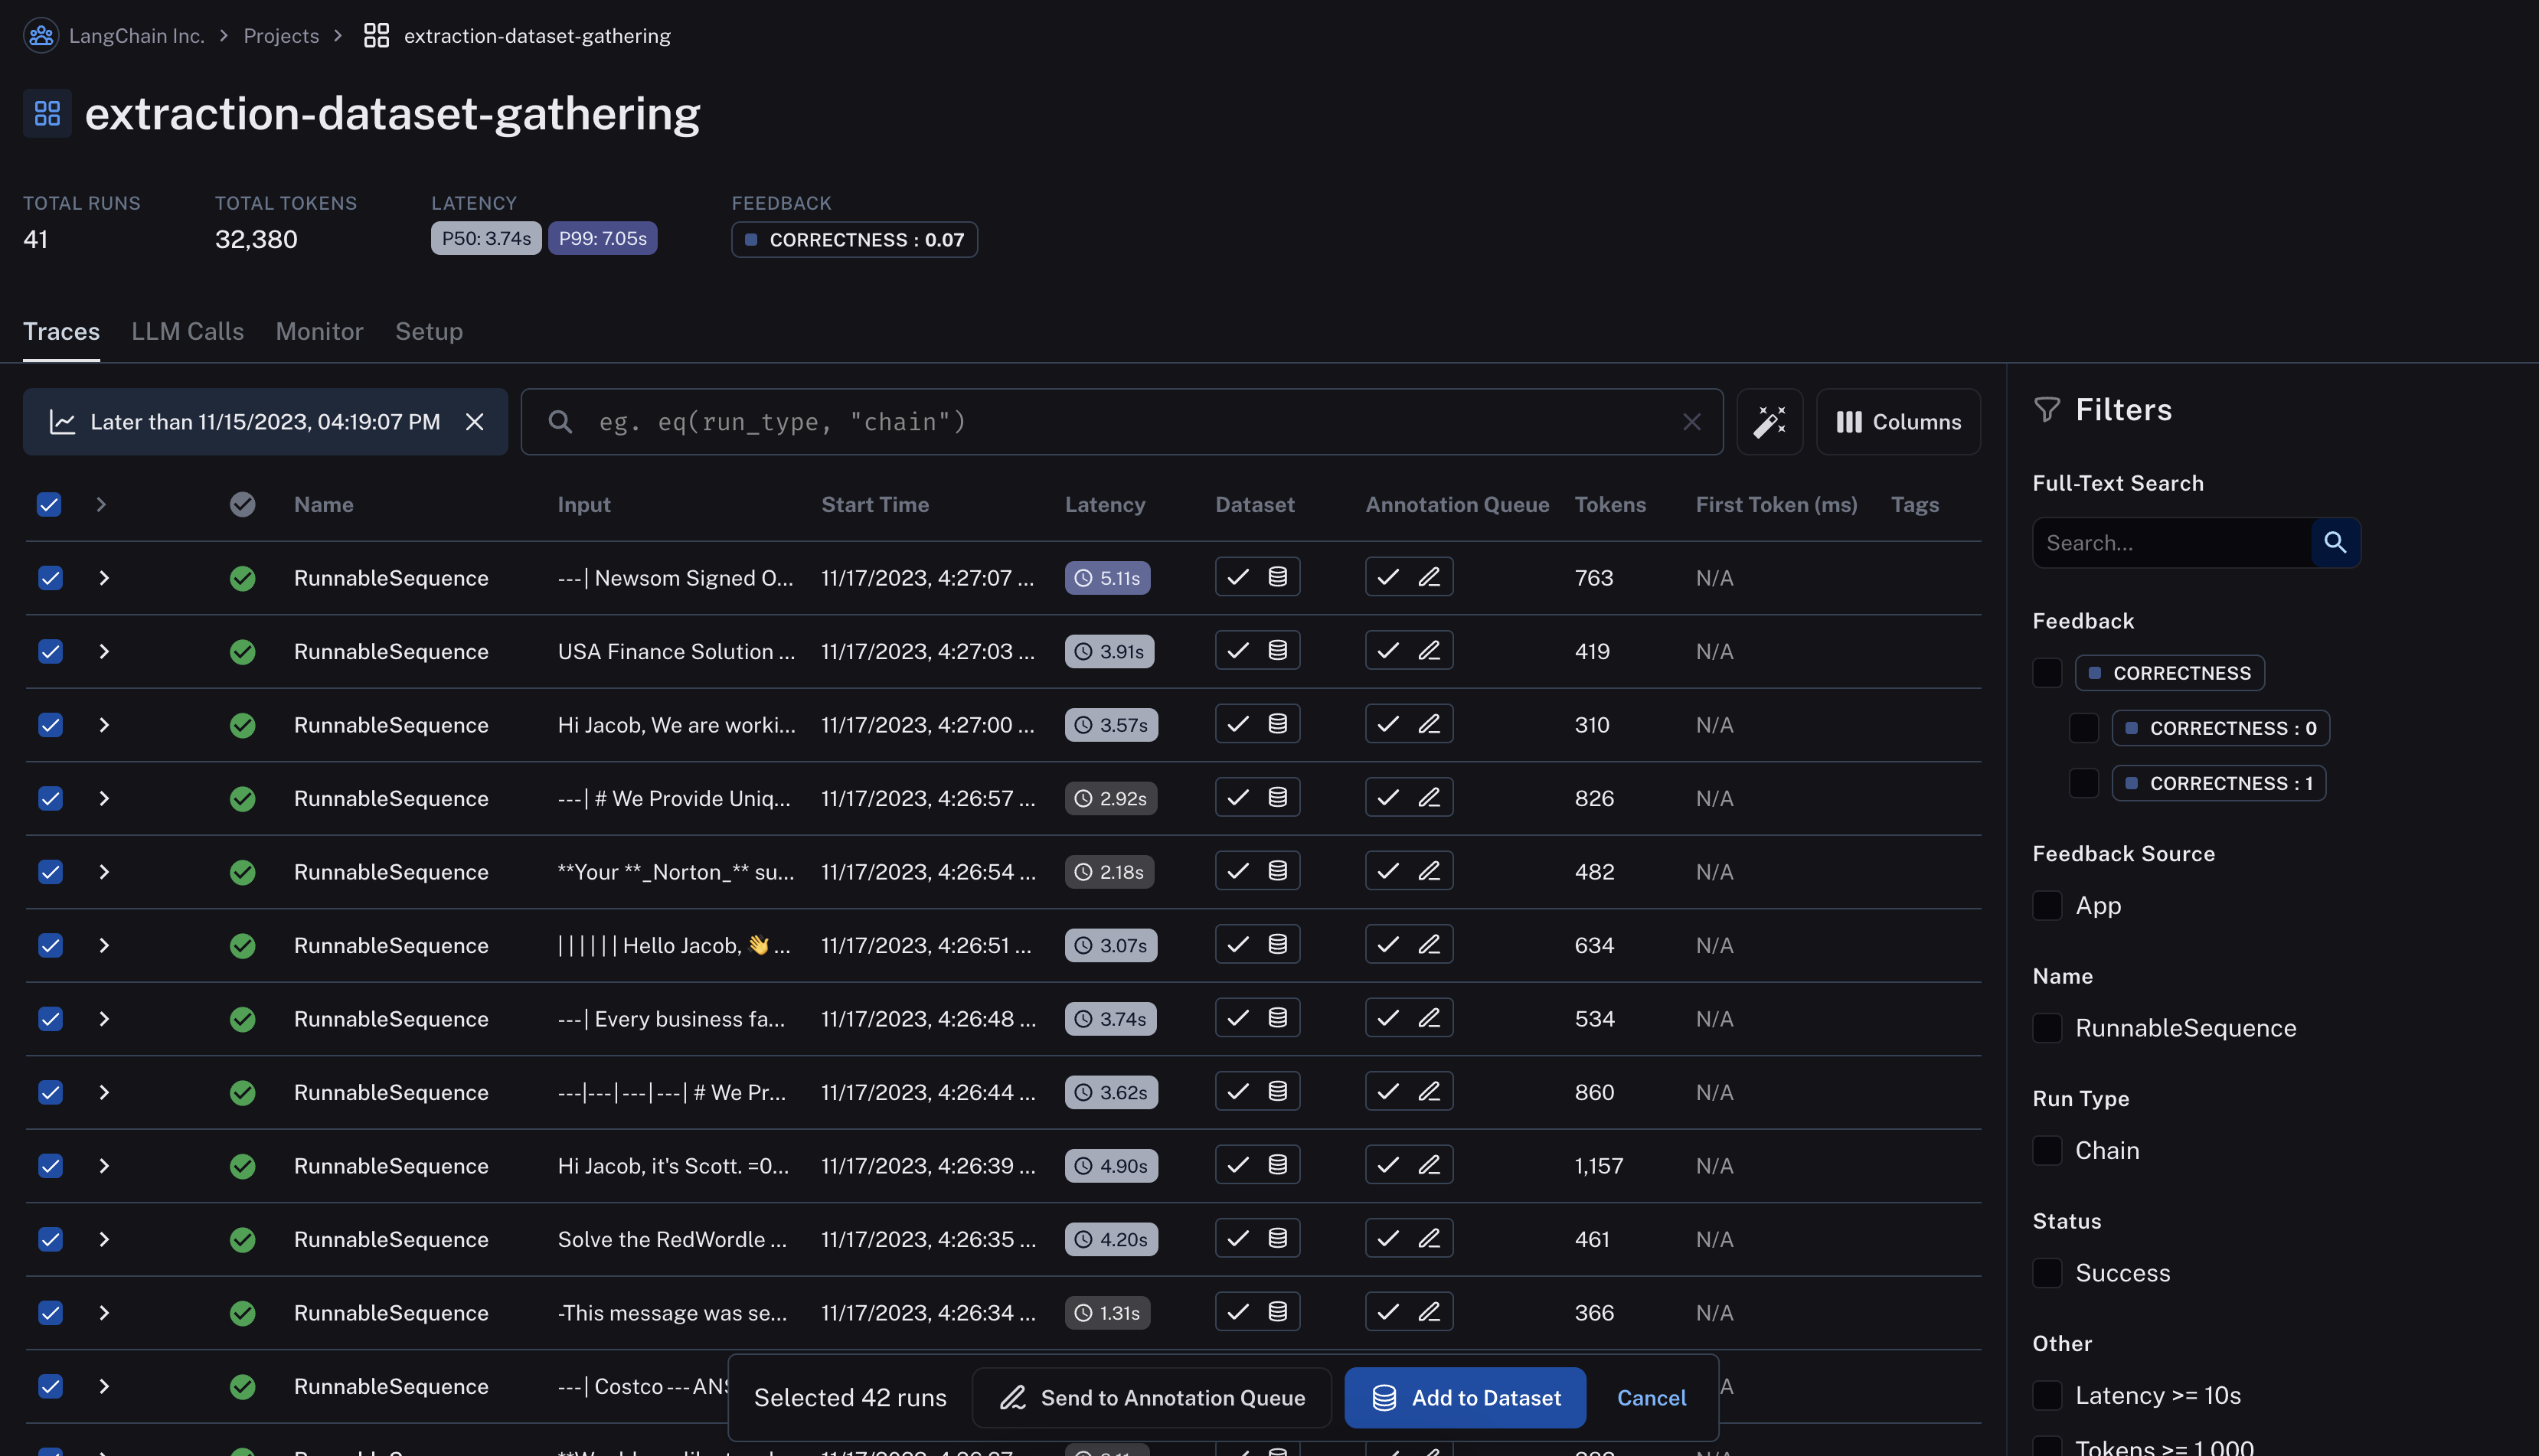 LangChain Inc. > Projects > extraction-dataset-gathering
extraction-dataset-gathering
TOTAL RUNS TOTAL TOKENS LATENCY FEEDBACK
41 32,380 P50: 3.74s P99: 7.05s CORRECTNESS : 0.07
Traces LLM Calls Monitor Setup
Later than 11/15/2023, 04:19:07 PM eg. eq(run_type, "chain") Columns
Name Input Start Time Latency Dataset Annotation Queue Tokens First Token (ms) Tags
RunnableSequence ---| Newsom Signed O... 11/17/2023, 4:27:07 ... 5.11s 763 N/A
RunnableSequence USA Finance Solution ... 11/17/2023, 4:27:03 ... 3.91s 419 N/A
RunnableSequence Hi Jacob, We are worki... 11/17/2023, 4:27:00 ... 3.57s 310 N/A
RunnableSequence ---| # We Provide Uniq... 11/17/2023, 4:26:57 ... 2.92s 826 N/A
RunnableSequence **Your **_Norton_** su... 11/17/2023, 4:26:54 ... 2.18s 482 N/A
RunnableSequence | | | | | | Hello Jacob, 👋 ... 11/17/2023, 4:26:51 ... 3.07s 634 N/A
RunnableSequence ---| Every business fa... 11/17/2023, 4:26:48 ... 3.74s 534 N/A
RunnableSequence ---|---|---|---| # We Pr... 11/17/2023, 4:26:44 ... 3.62s 860 N/A
RunnableSequence Hi Jacob, it's Scott. =0... 11/17/2023, 4:26:39 ... 4.90s 1,157 N/A
RunnableSequence Solve the RedWordle ... 11/17/2023, 4:26:35 ... 4.20s 461 N/A
RunnableSequence -This message was se... 11/17/2023, 4:26:34 ... 1.31s 366 N/A
RunnableSequence ---| Costco
Selected 42 runs Send to Annotation Queue Add to Dataset Cancel
Filters
Full-Text Search
Search...
Feedback
CORRECTNESS
CORRECTNESS : 0
CORRECTNESS : 1
Feedback Source
App
Name
RunnableSequence
Run Type
Chain
Status
Success
Other
Latency >= 10s
Tokens >= 1,000